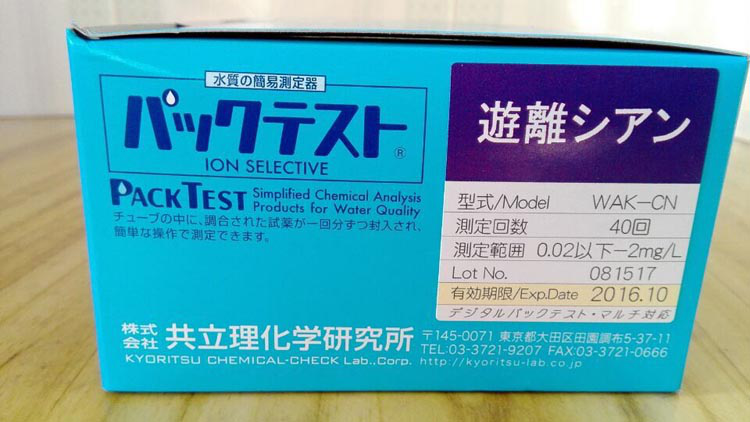 水質の簡易測定器
パックテスト®
ION SELECTIVE
PACKTEST Simplified Chemical Analysis
Products for Water Quality
チューブの中に、調合された試薬が一回分ずつ封入され、
簡単な操作で測定できます。
遊離シアン
型式/Model WAK-CN
測定回数 40回
測定範囲 0.02以下-2mg/L
Lot No. 081517
有効期限/Exp.Date 2016.10
デジタルパックテスト・マルチ対応
株式会社 共立理化学研究所
KYORITSU CHEMICAL-CHECK Lab.,Corp.
〒145-0071 東京都大田区田園調布5-37-11
TEL:03-3721-9207 FAX:03-3721-0666
http://kyoritsu-lab.co.jp